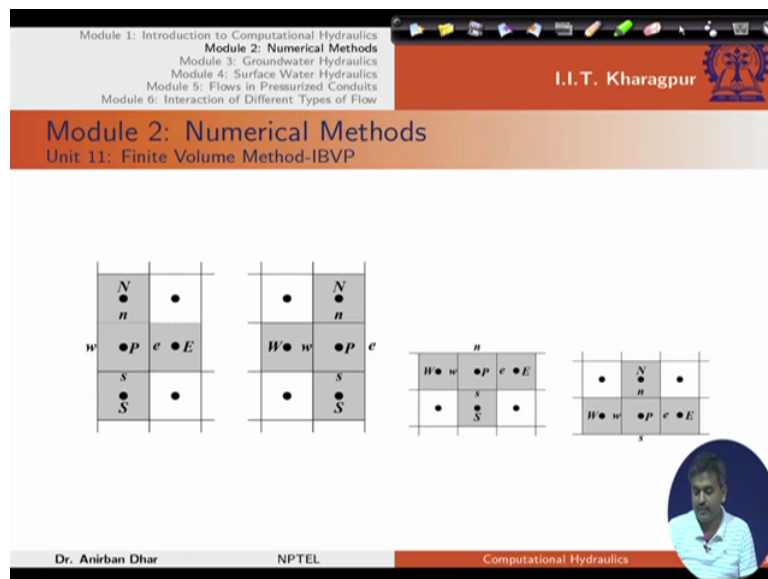 Module 1: Introduction to Computational Hydraulics
Module 2: Numerical Methods
Module 3: Groundwater Hydraulics
Module 4: Surface Water Hydraulics
Module 5: Flows in Pressurized Conduits
Module 6: Interaction of Different Types of Flow
I.I.T. Kharagpur
Module 2: Numerical Methods
Unit 11: Finite Volume Method-IBVP
N
n
w P e E
s
S
N
n
W w P e
s
S
n
W w P e E
s
S
N
n
W w P e E
s
Dr. Anirban Dhar NPTEL Computational Hydraulics